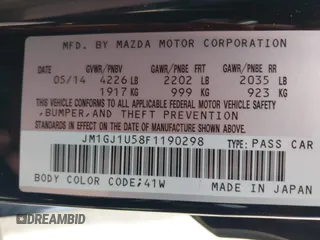 MFD. BY MAZDA MOTOR CORPORATION
GVWR/PNBV GAWR/PNBE FRT GAWR/PNBE RR
05/14 4226 LB 2202 LB 2035 LB
1917 KG 999 KG 923 KG
THIS VEHICLE CONFORMS TO ALL APPLICABLE
FEDERAL MOTOR VEHICLE SAFETY,
BUMPER, AND THEFT PREVENTION
STANDARDS IN EFFECT ON THE DATE
OF MANUFACTURE SHOWN ABOVE.
JM1GJ1U58F1190298 TYPE: PASS CAR
BODY COLOR CODE;41W MADE IN JAPAN
© DREAMBID
DREAMBID.COM